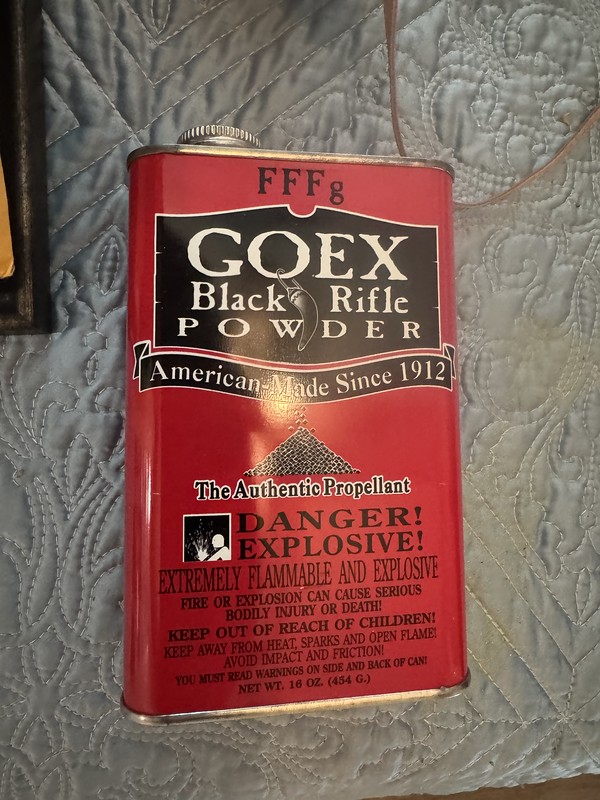 FFFg
GOEX
Black Rifle
POWDER
American-Made Since 1912
The Authentic Propellant
DANGER!
EXPLOSIVE!
EXTREMELY FLAMMABLE AND EXPLOSIVE
FIRE OR EXPLOSION CAN CAUSE SERIOUS
BODILY INJURY OR DEATH!
KEEP OUT OF REACH OF CHILDREN!
KEEP AWAY FROM HEAT, SPARKS AND OPEN FLAME!
AVOID IMPACT AND FRICTION!
YOU MUST READ WARNINGS ON SIDE AND BACK OF CAN!
NET WT. 16 OZ. (454 G.)